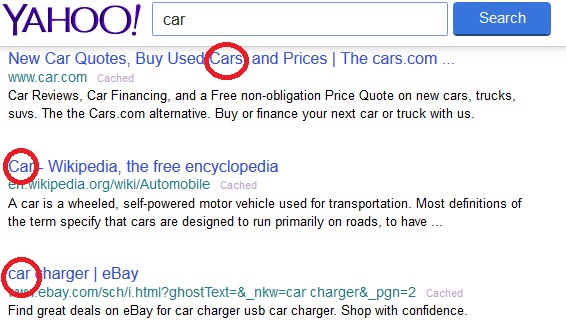 YAHOO! car Search
New Car Quotes, Buy Used Cars and Prices | The cars.com ...
www.car.com Cached
Car Reviews, Car Financing, and a Free non-obligation Price Quote on new cars, trucks,
suvs. The the Cars.com alternative. Buy or finance your next car or truck with us.
Car - Wikipedia, the free encyclopedia
en.wikipedia.org/wiki/Automobile Cached
A car is a wheeled, self-powered motor vehicle used for transportation. Most definitions of
the term specify that cars are designed to run primarily on roads, to have ...
car charger | eBay
www.ebay.com/sch/i.html?ghostText=&_nkw=car charger&_pgn=2 Cached
Find great deals on eBay for car charger usb car charger. Shop with confidence.